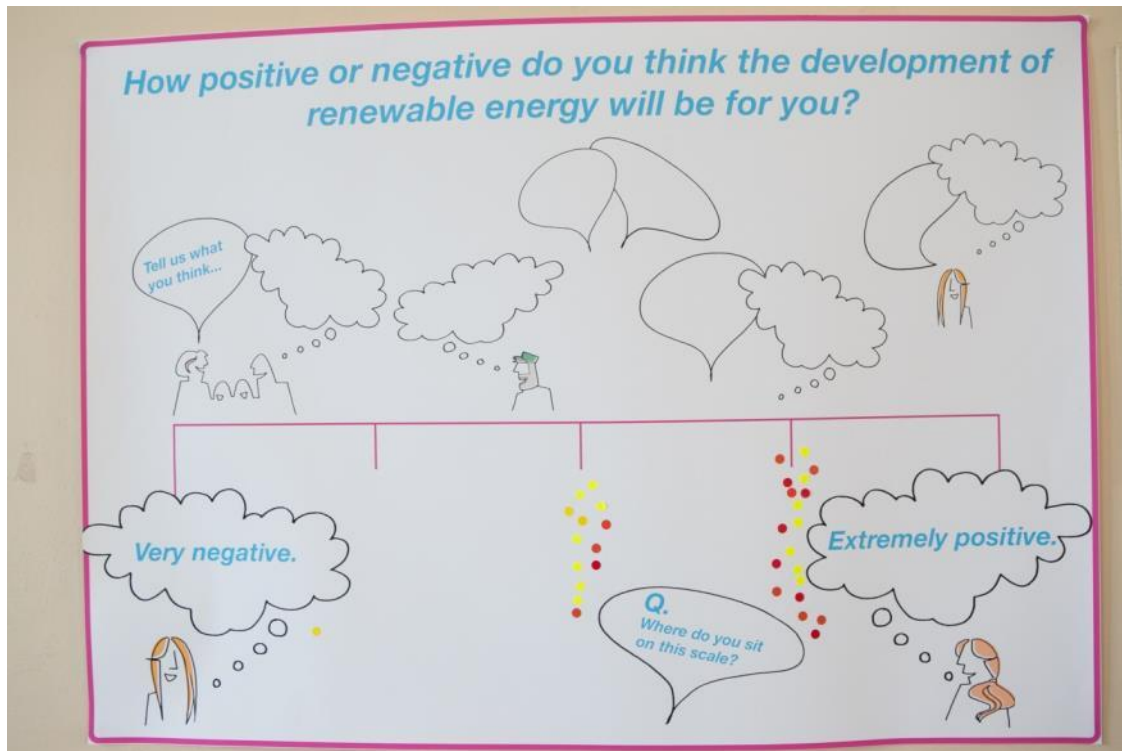 How positive or negative do you think the development of
renewable energy will be for you?
Tell us what
you think...
Very negative.
Extremely positive.
Q.
Where do you sit
on this scale?